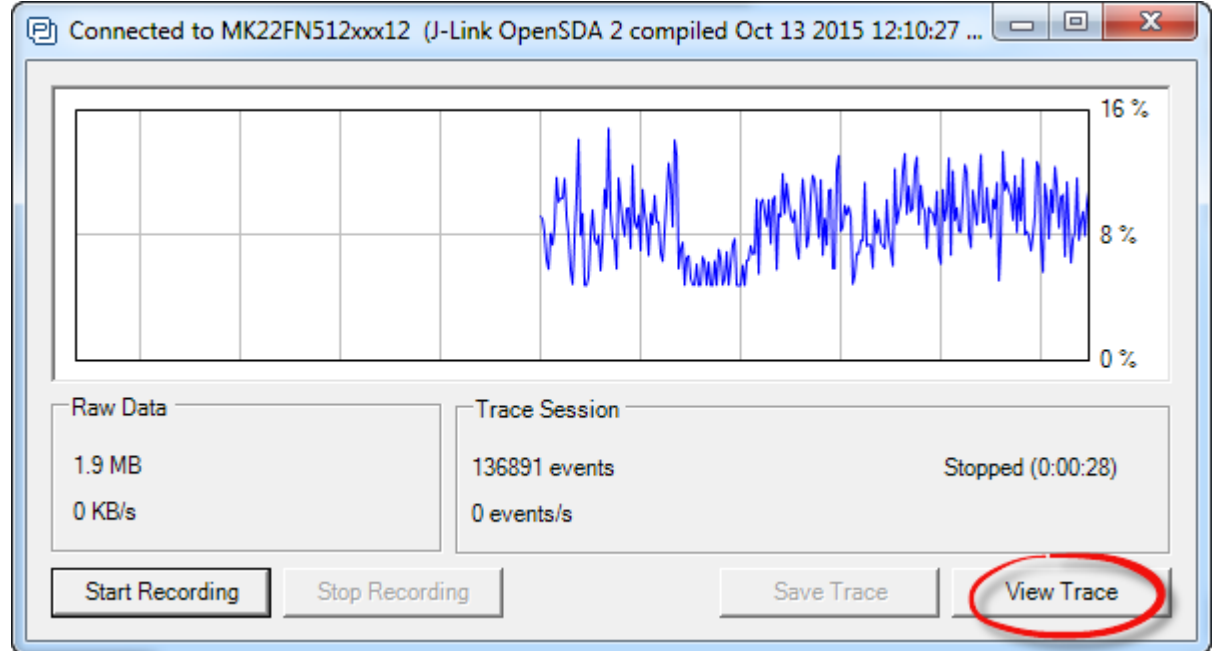 Connected to MK22FN512xxx12 (J-Link OpenSDA 2 compiled Oct 13 2015 12:10:27 ...
16 %
8 %
0 %
Raw Data
1.9 MB
0 KB/s
Trace Session
136891 events
Stopped (0:00:28)
0 events/s
Start Recording
Stop Recording
Save Trace
View Trace